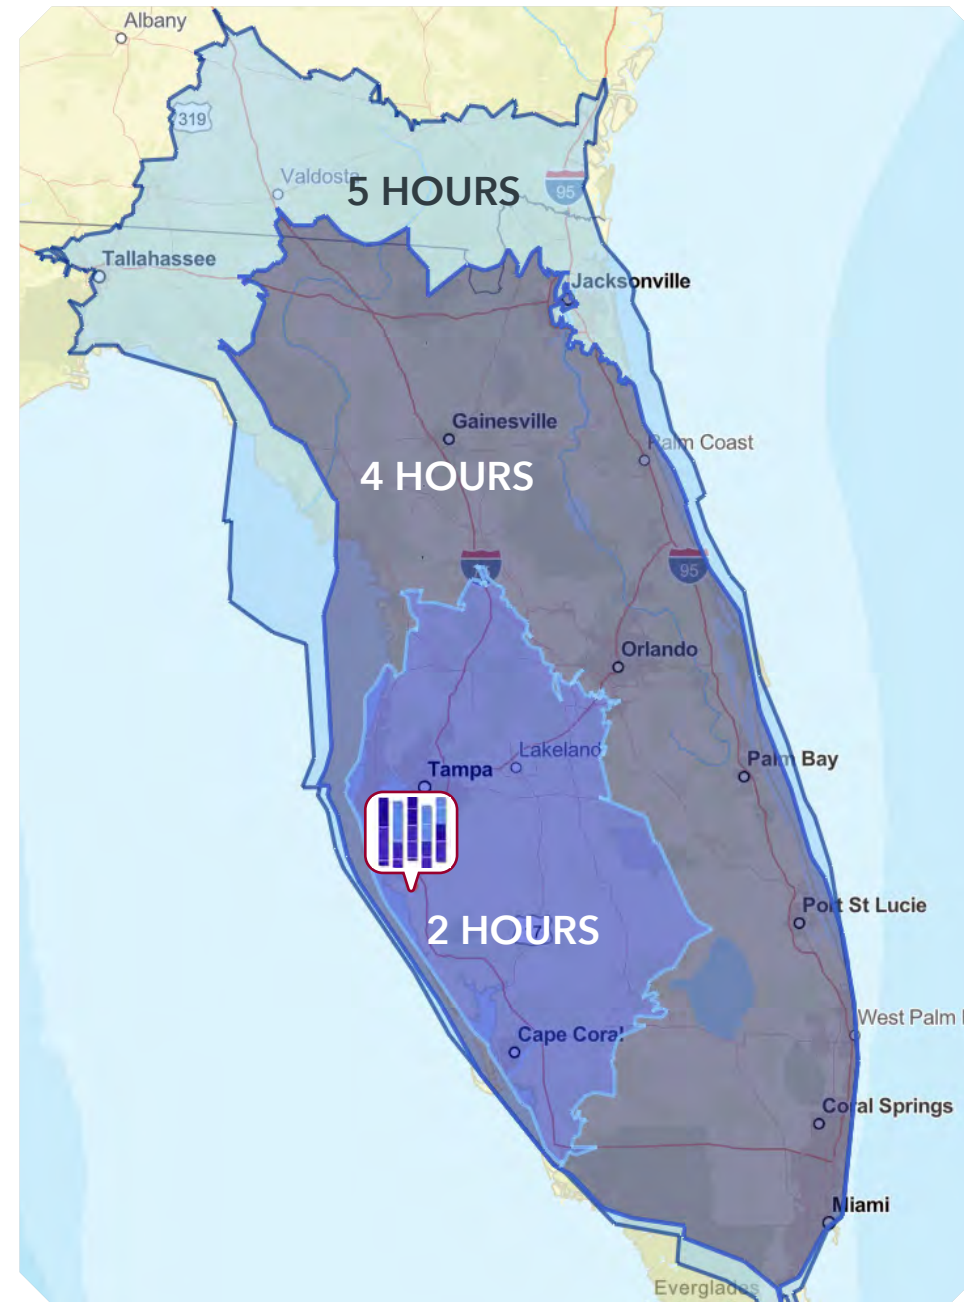 Albany
319
Valdosta
5 HOURS
95
Tallahassee
Jacksonville
Gainesville
Palm Coast
4 HOURS
95
Orlando
Lakeland
Palm Bay
Tampa
Port St Lucie
2 HOURS
West Palm
Cape Coral
Coral Springs
Miami
Everglades